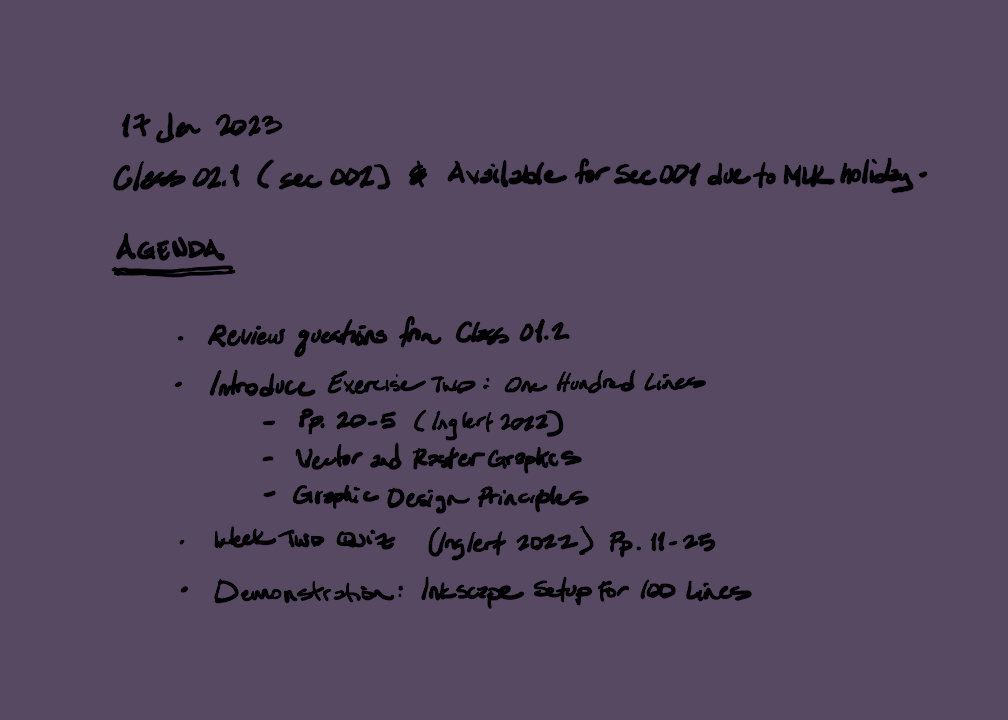 17 Jan 2023
Class 02.1 (sec 002) & Available for Sec 001 due to MLK holiday.
AGENDA
· Review questions from Class 01.2
· Introduce Exercise Two: One Hundred Lines
- Pp. 20-5 (Inglert 2022)
- Vector and Raster Graphics
- Graphic Design Principles
· Week Two Quiz (Inglert 2022) Pp. 11-25
· Demonstration: Inkscape Setup For 100 Lines